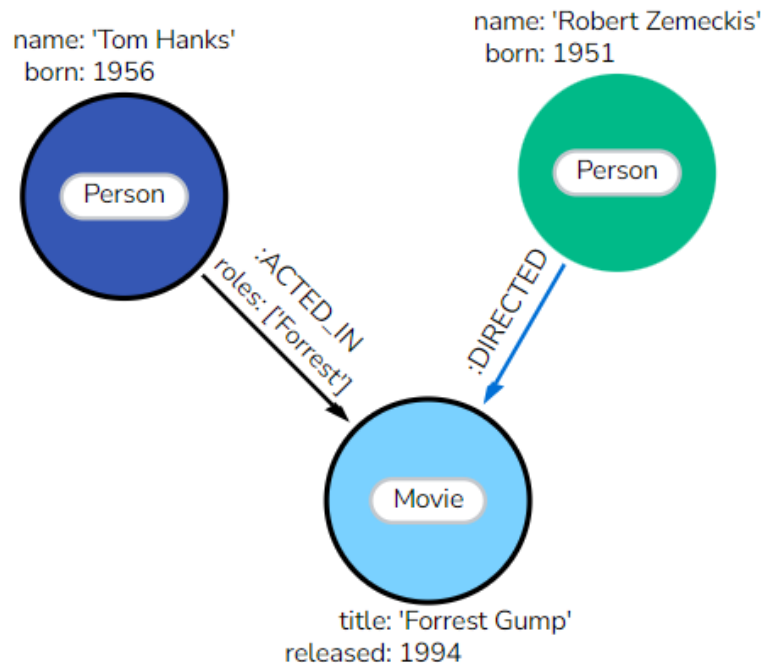 name: 'Tom Hanks'
born: 1956
name: 'Robert Zemeckis'
born: 1951
Person
Person
:ACTED_IN
roles: ['Forrest']
:DIRECTED
Movie
title: 'Forrest Gump'
released: 1994